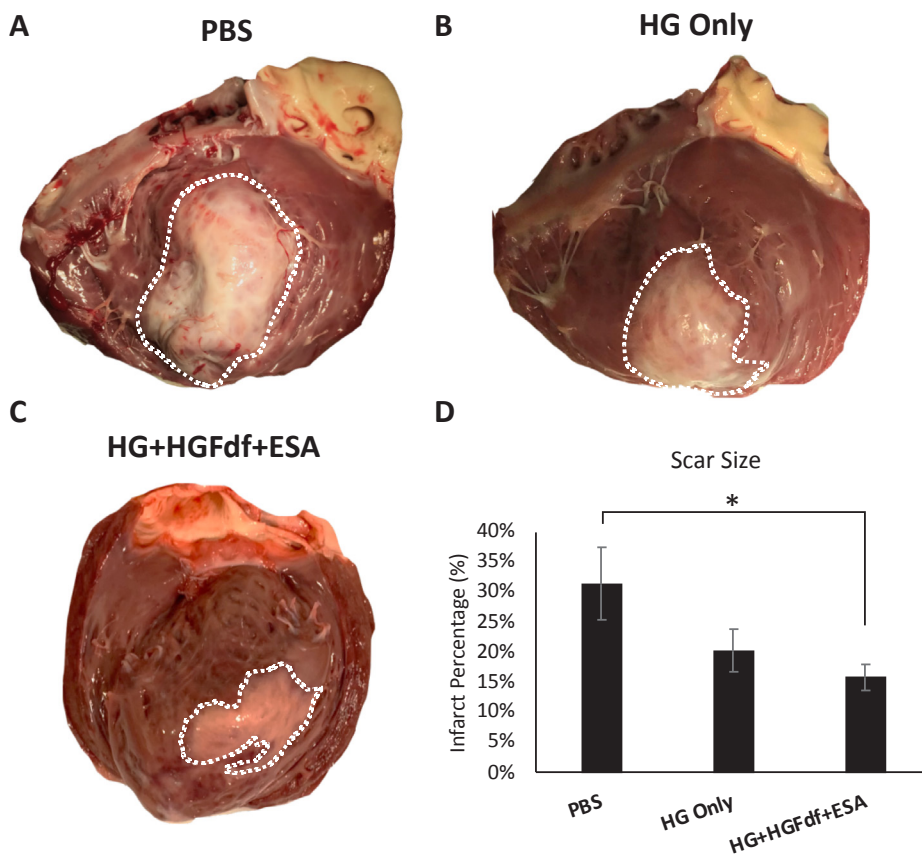 A
PBS
B
HG Only
C
HG+HGFdf+ESA
D
Scar Size
*
Infarct Percentage (%)
40%
35%
30%
25%
20%
15%
10%
5%
0%
PBS
HG Only
HG+HGFdf+ESA